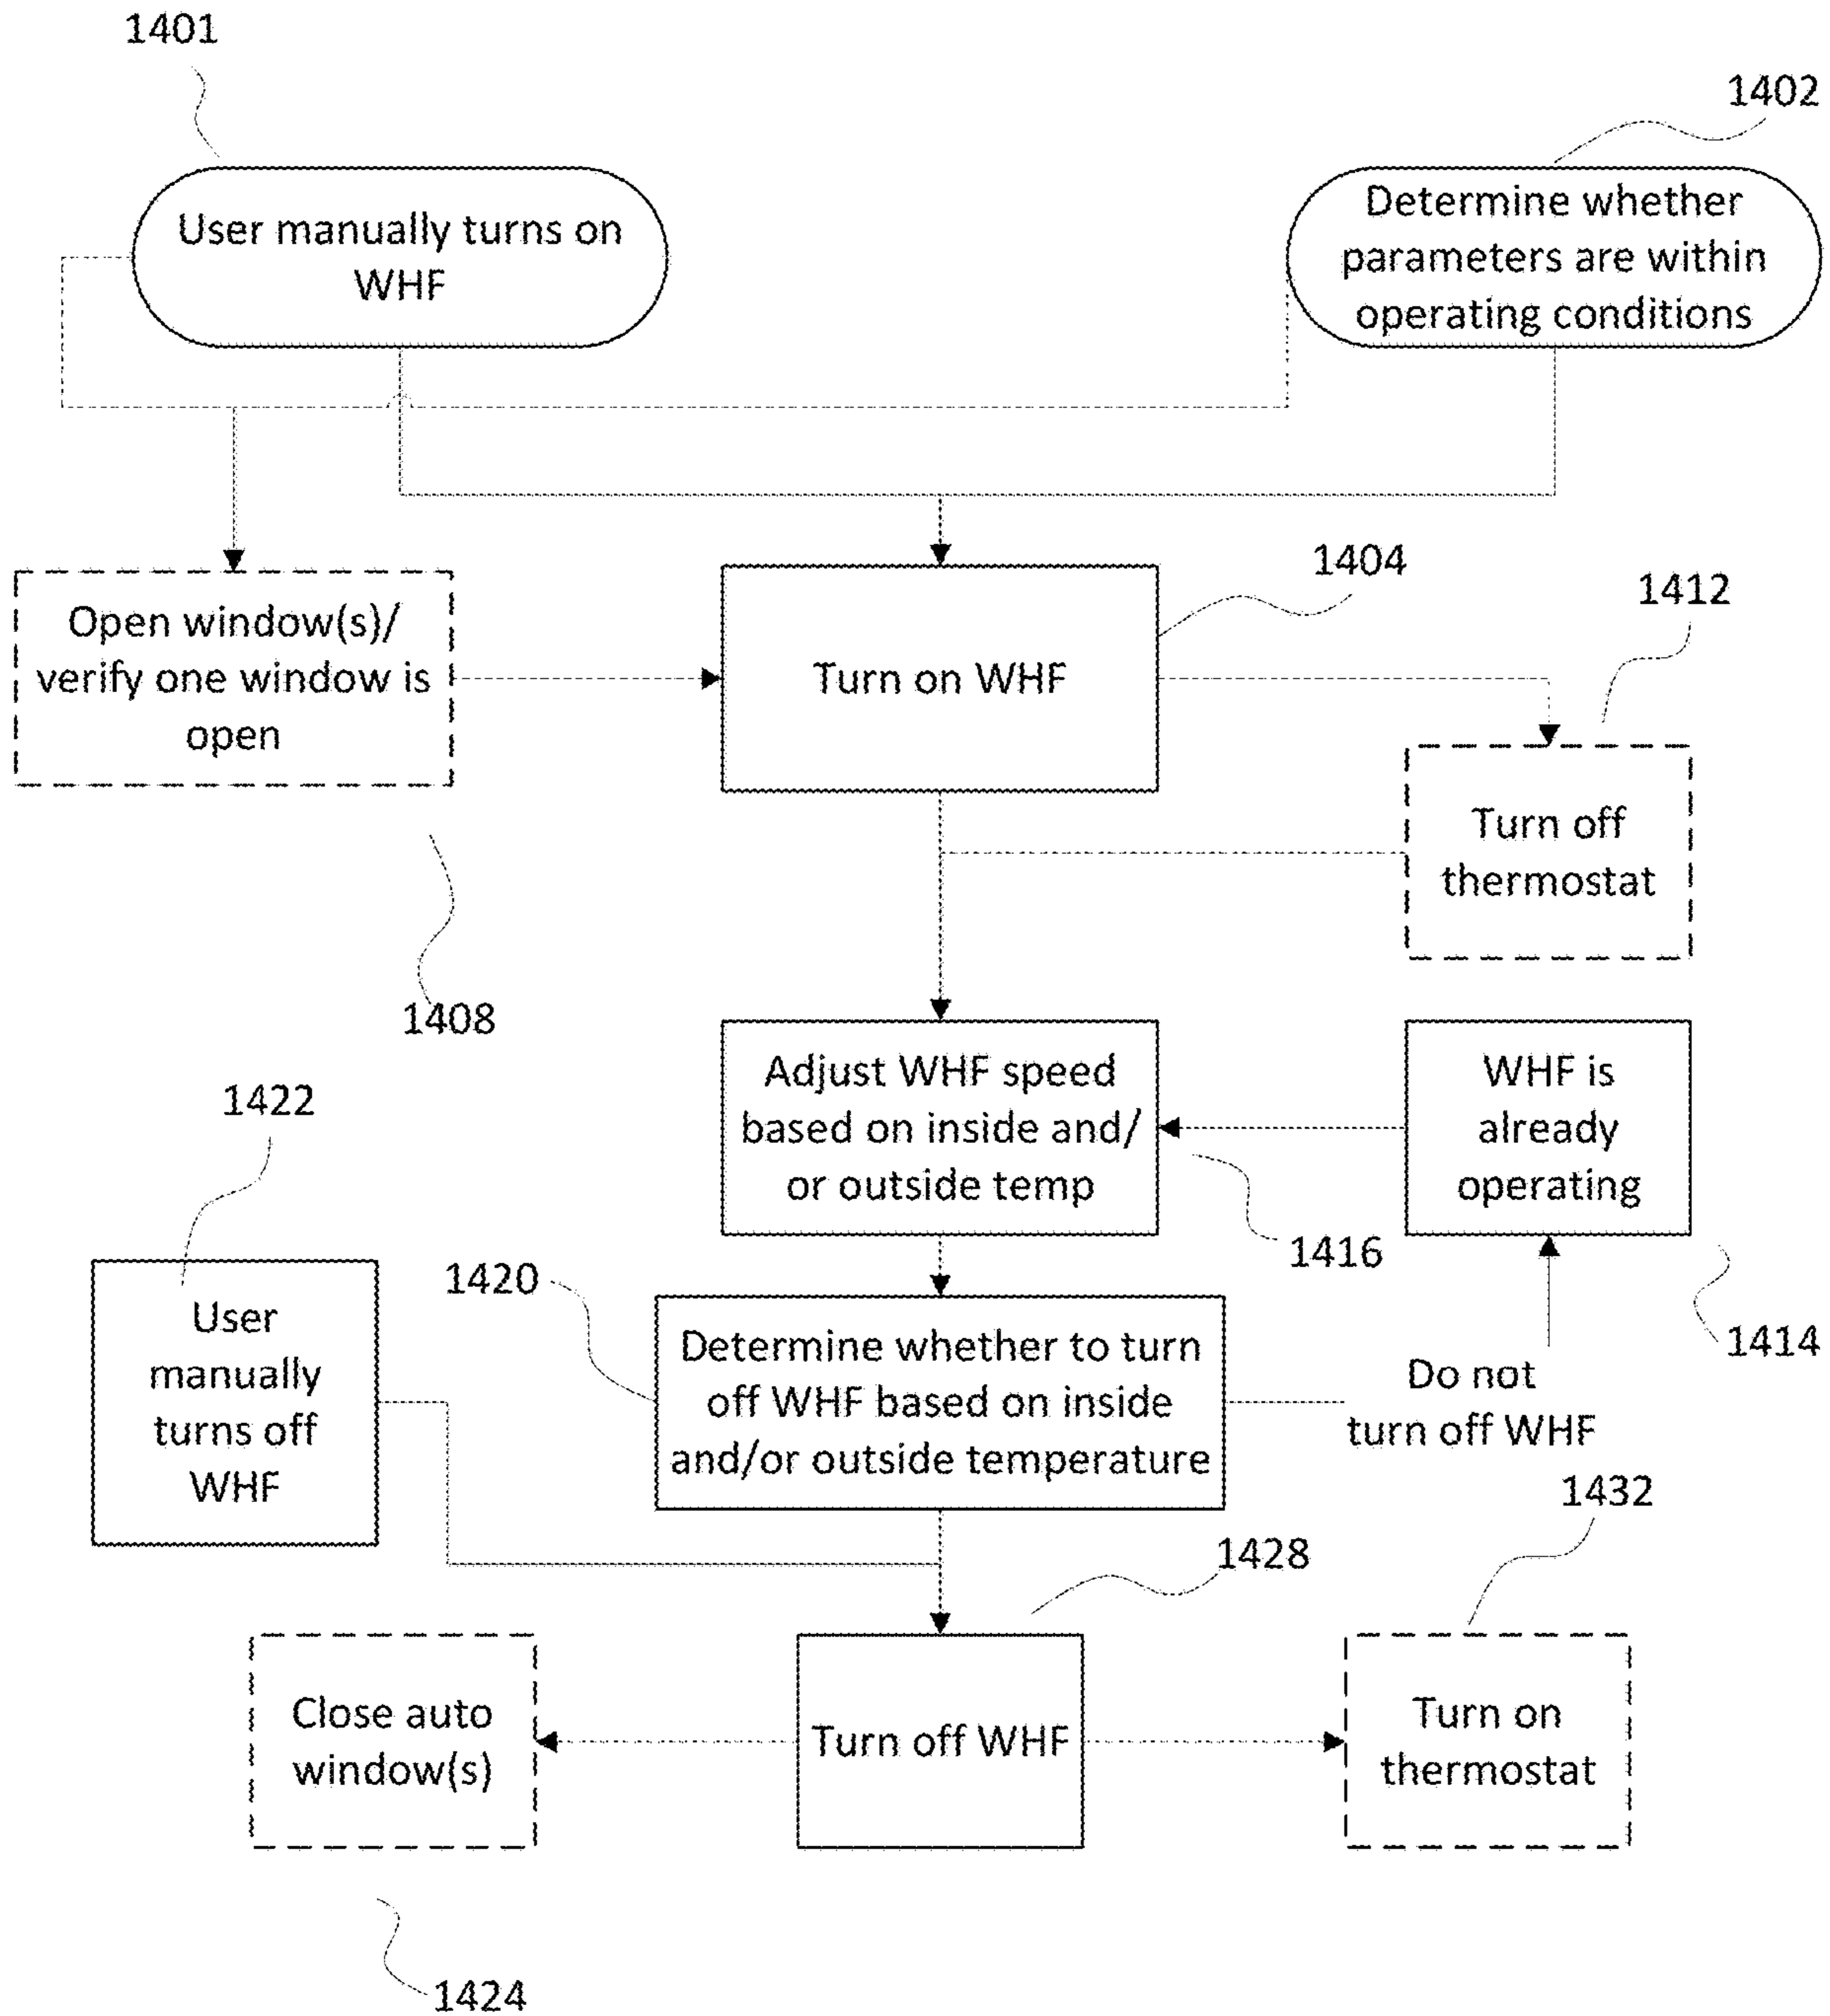 1401
1402
User manually turns on
WHF
Determine whether
parameters are within
operating conditions
1404
1412
Open window(s)/
verify one window is
open
Turn on WHF
Turn off
thermostat
1408
Adjust WHF speed
based on inside and/
or outside temp
WHF is
already
operating
1422
1416
1420
1414
User
manually
turns off
WHF
Determine whether to turn
off WHF based on inside
and/or outside temperature
Do not
turn off WHF
1432
1428
Close auto
window(s)
Turn off WHF
Turn on
thermostat
1424